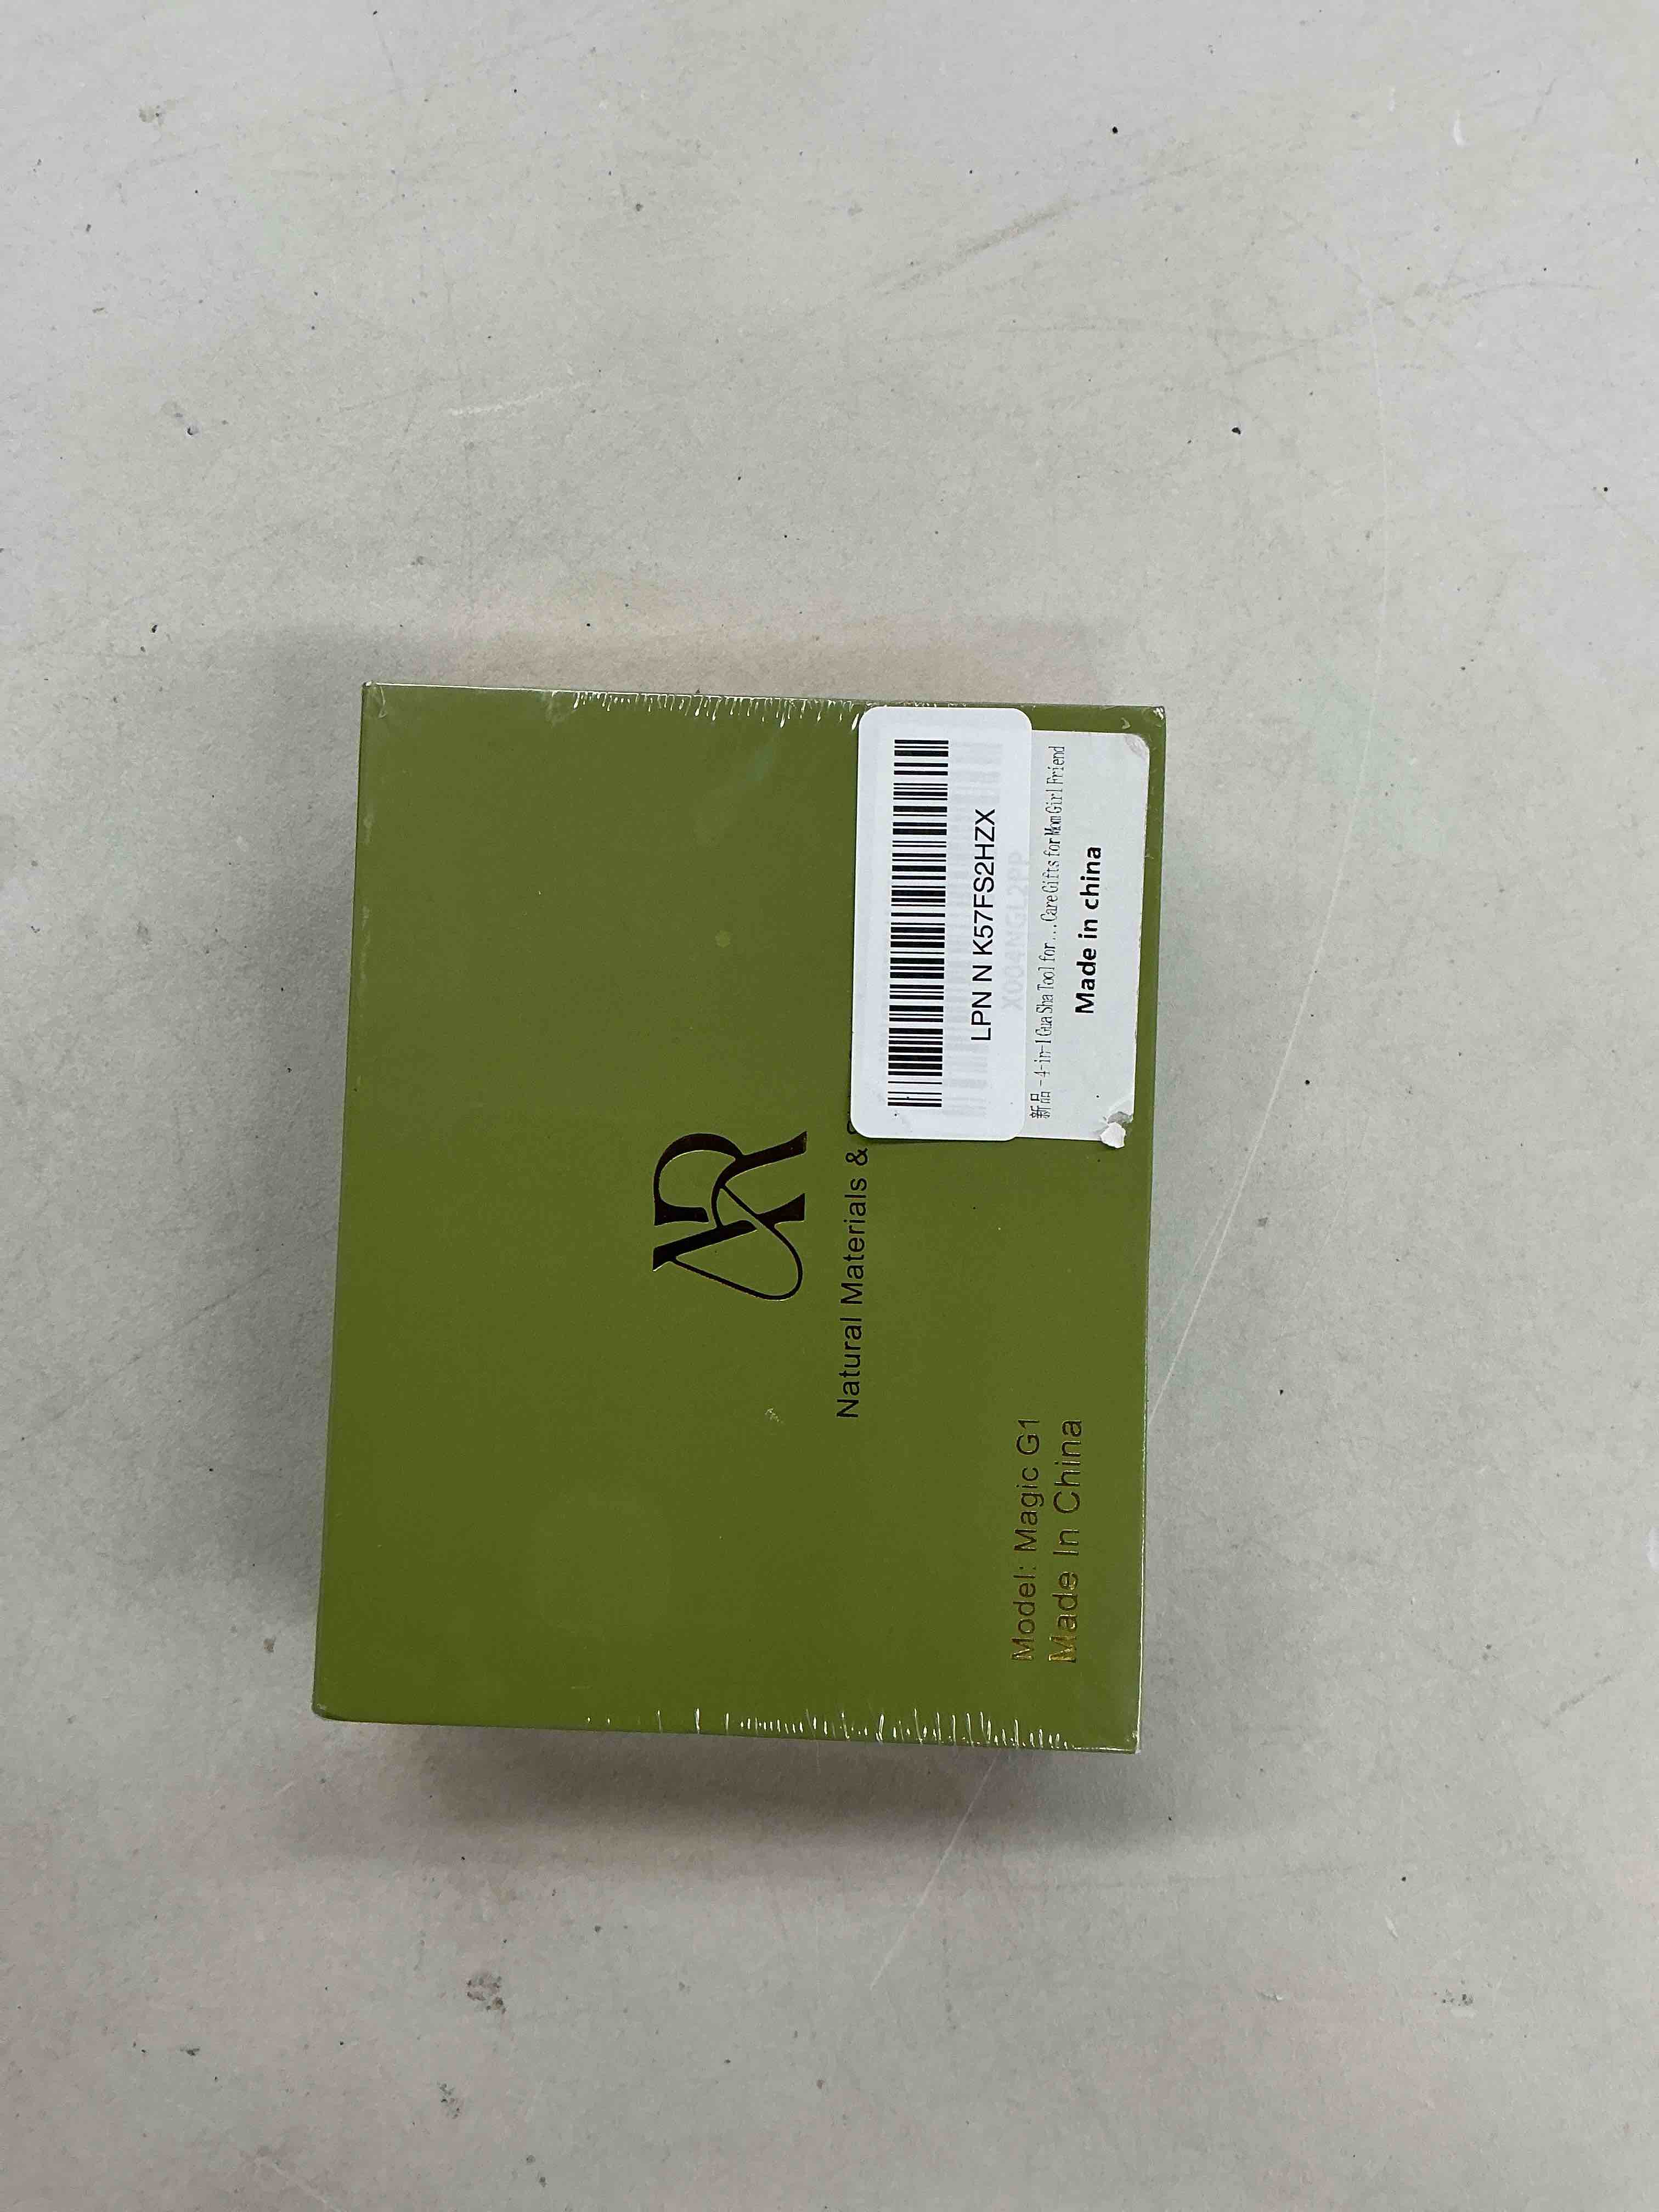 AR
Natural Materials &
LPN N K57FS2HZX
新品 -4-in-1 Gua Sha Tool for...Care Gifts for Mom Girl Friend
Made in china
Model: Magic G1
Made In China